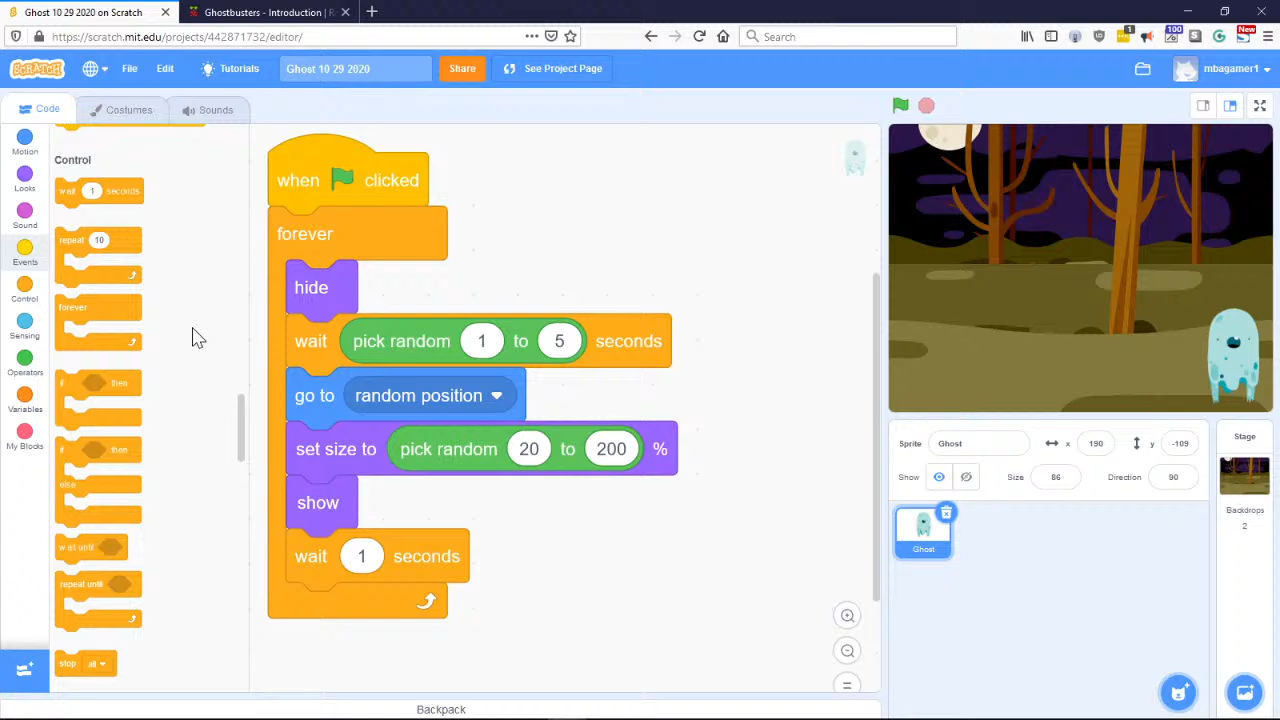 Ghost 10 29 2020 on Scratch
Ghostbusters - Introduction | R
https://scratch.mit.edu/projects/442871732/editor/
Search
1
100
New
SCRATCH
File
Edit
Tutorials
Ghost 10 29 2020
Share
See Project Page
mbagamer1
Code
Costumes
Sounds
Motion
Looks
Sound
Events
Control
Sensing
Operators
Variables
My Blocks
Control
wait 1 seconds
repeat 10
forever
if then
if then
else
wait until
repeat until
stop all
when clicked
forever
hide
wait pick random 1 to 5 seconds
go to random position
set size to pick random 20 to 200 %
show
wait 1 seconds
Backpack
Sprite Ghost x 190 y -109
Show Size 86 Direction 90
Ghost
Stage
Backdrops
2